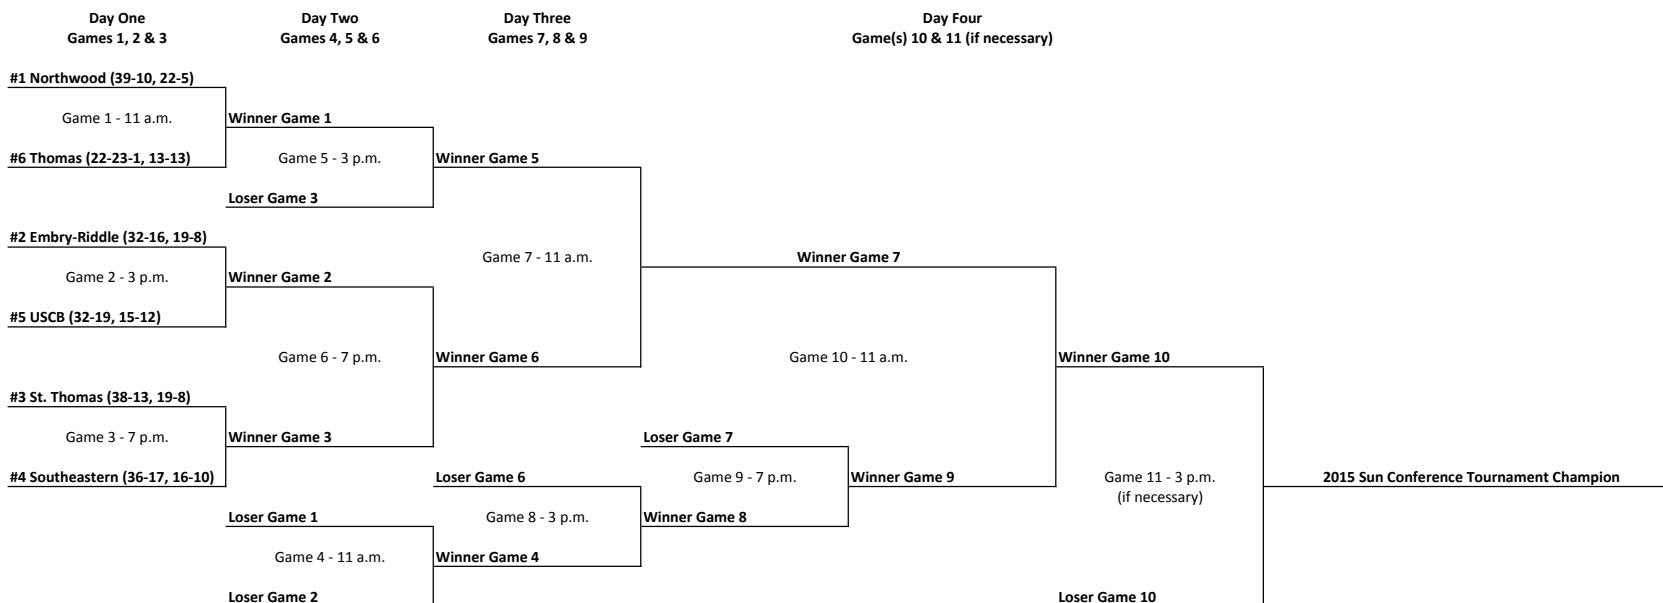 Day One
Games 1, 2 & 3
Day Two
Games 4, 5 & 6
Day Three
Games 7, 8 & 9
Day Four
Game(s) 10 & 11 (if necessary)
#1 Northwood (39-10, 22-5)
Game 1 - 11 a.m.
Winner Game 1
#6 Thomas (22-23-1, 13-13)
Game 5 - 3 p.m.
Winner Game 5
Loser Game 3
#2 Embry-Riddle (32-16, 19-8)
Game 7 - 11 a.m.
Winner Game 7
Game 2 - 3 p.m.
Winner Game 2
#5 USCB (32-19, 15-12)
Game 6 - 7 p.m.
Winner Game 6
Game 10 - 11 a.m.
Winner Game 10
#3 St. Thomas (38-13, 19-8)
Game 3 - 7 p.m.
Winner Game 3
Loser Game 7
#4 Southeastern (36-17, 16-10)
Loser Game 6
Game 9 - 7 p.m.
Winner Game 9
Game 11 - 3 p.m.
(if necessary)
2015 Sun Conference Tournament Champion
Loser Game 1
Game 8 - 3 p.m.
Winner Game 8
Game 4 - 11 a.m.
Winner Game 4
Loser Game 2
Loser Game 10